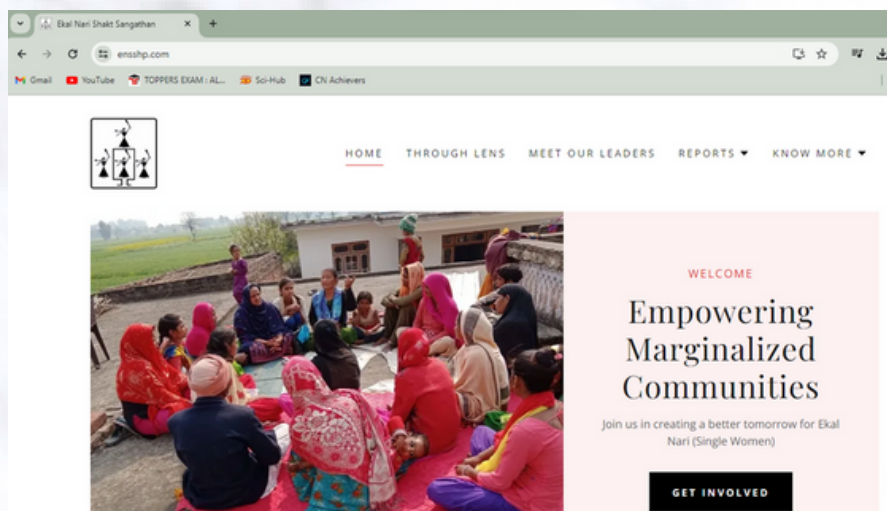 Ekal Nari Shakt Sangathan
ensshp.com
Gmail YouTube TOPPERS EXAM : AL... Sci-Hub CN Achievers
HOME THROUGH LENS MEET OUR LEADERS REPORTS KNOW MORE
WELCOME
Empowering
Marginalized
Communities
Join us in creating a better tomorrow for Ekal
Nari (Single Women)
GET INVOLVED